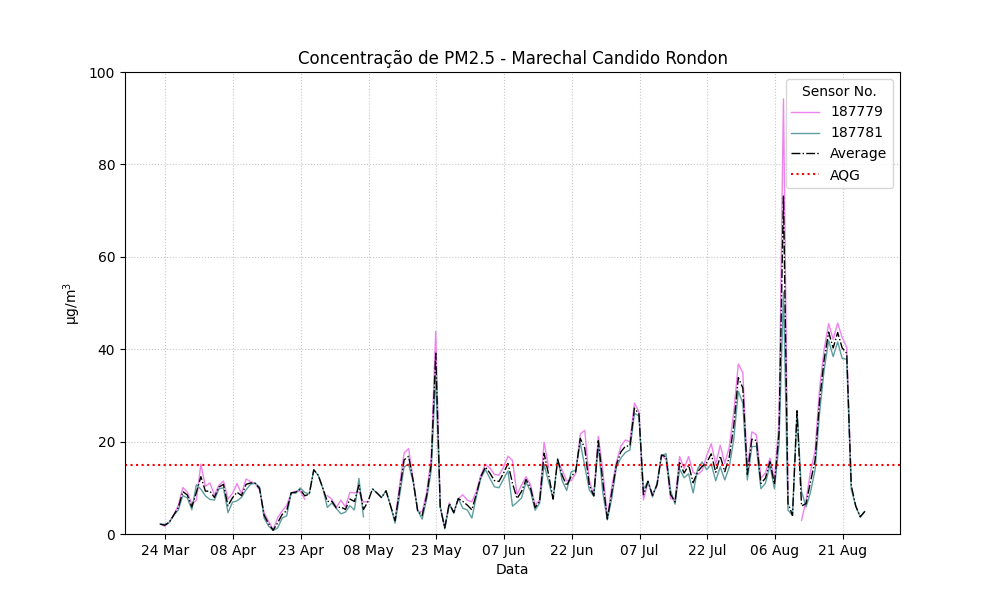 Concentração de PM2.5 - Marechal Candido Rondon
Sensor No.
187779
187781
Average
AQG
100
80
60
40
20
0
µg/m³
24 Mar 08 Apr 23 Apr 08 May 23 May 07 Jun 22 Jun 07 Jul 22 Jul 06 Aug 21 Aug
Data